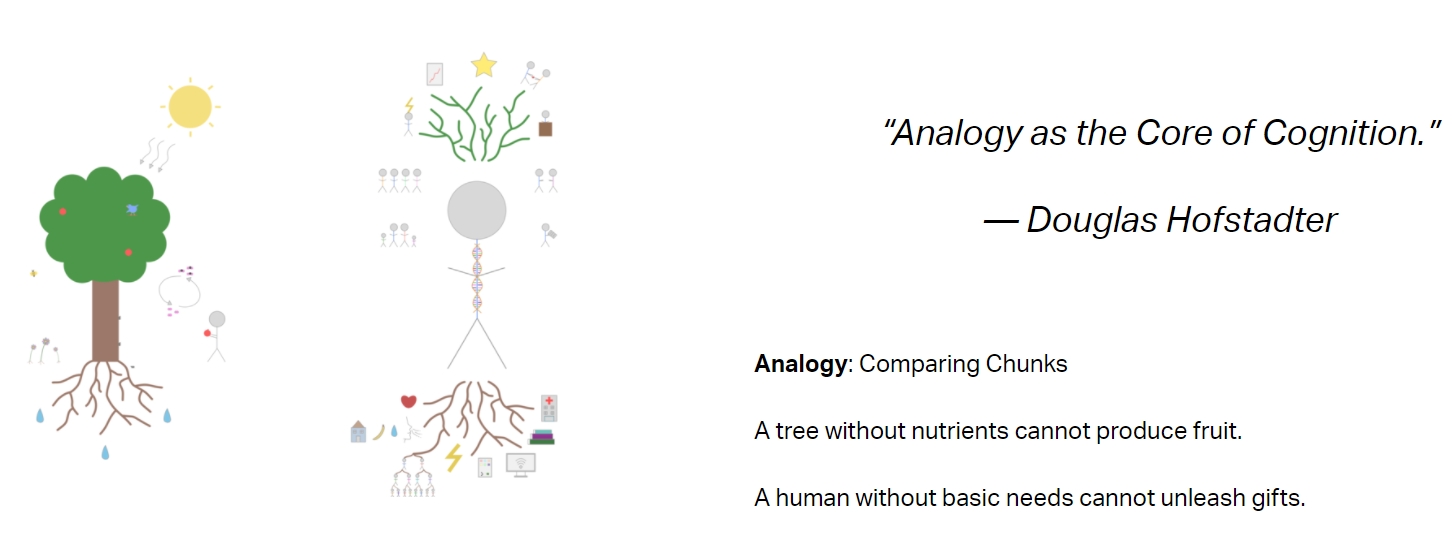 “Analogy as the Core of Cognition.”
— Douglas Hofstadter
Analogy: Comparing Chunks
A tree without nutrients cannot produce fruit.
A human without basic needs cannot unleash gifts.